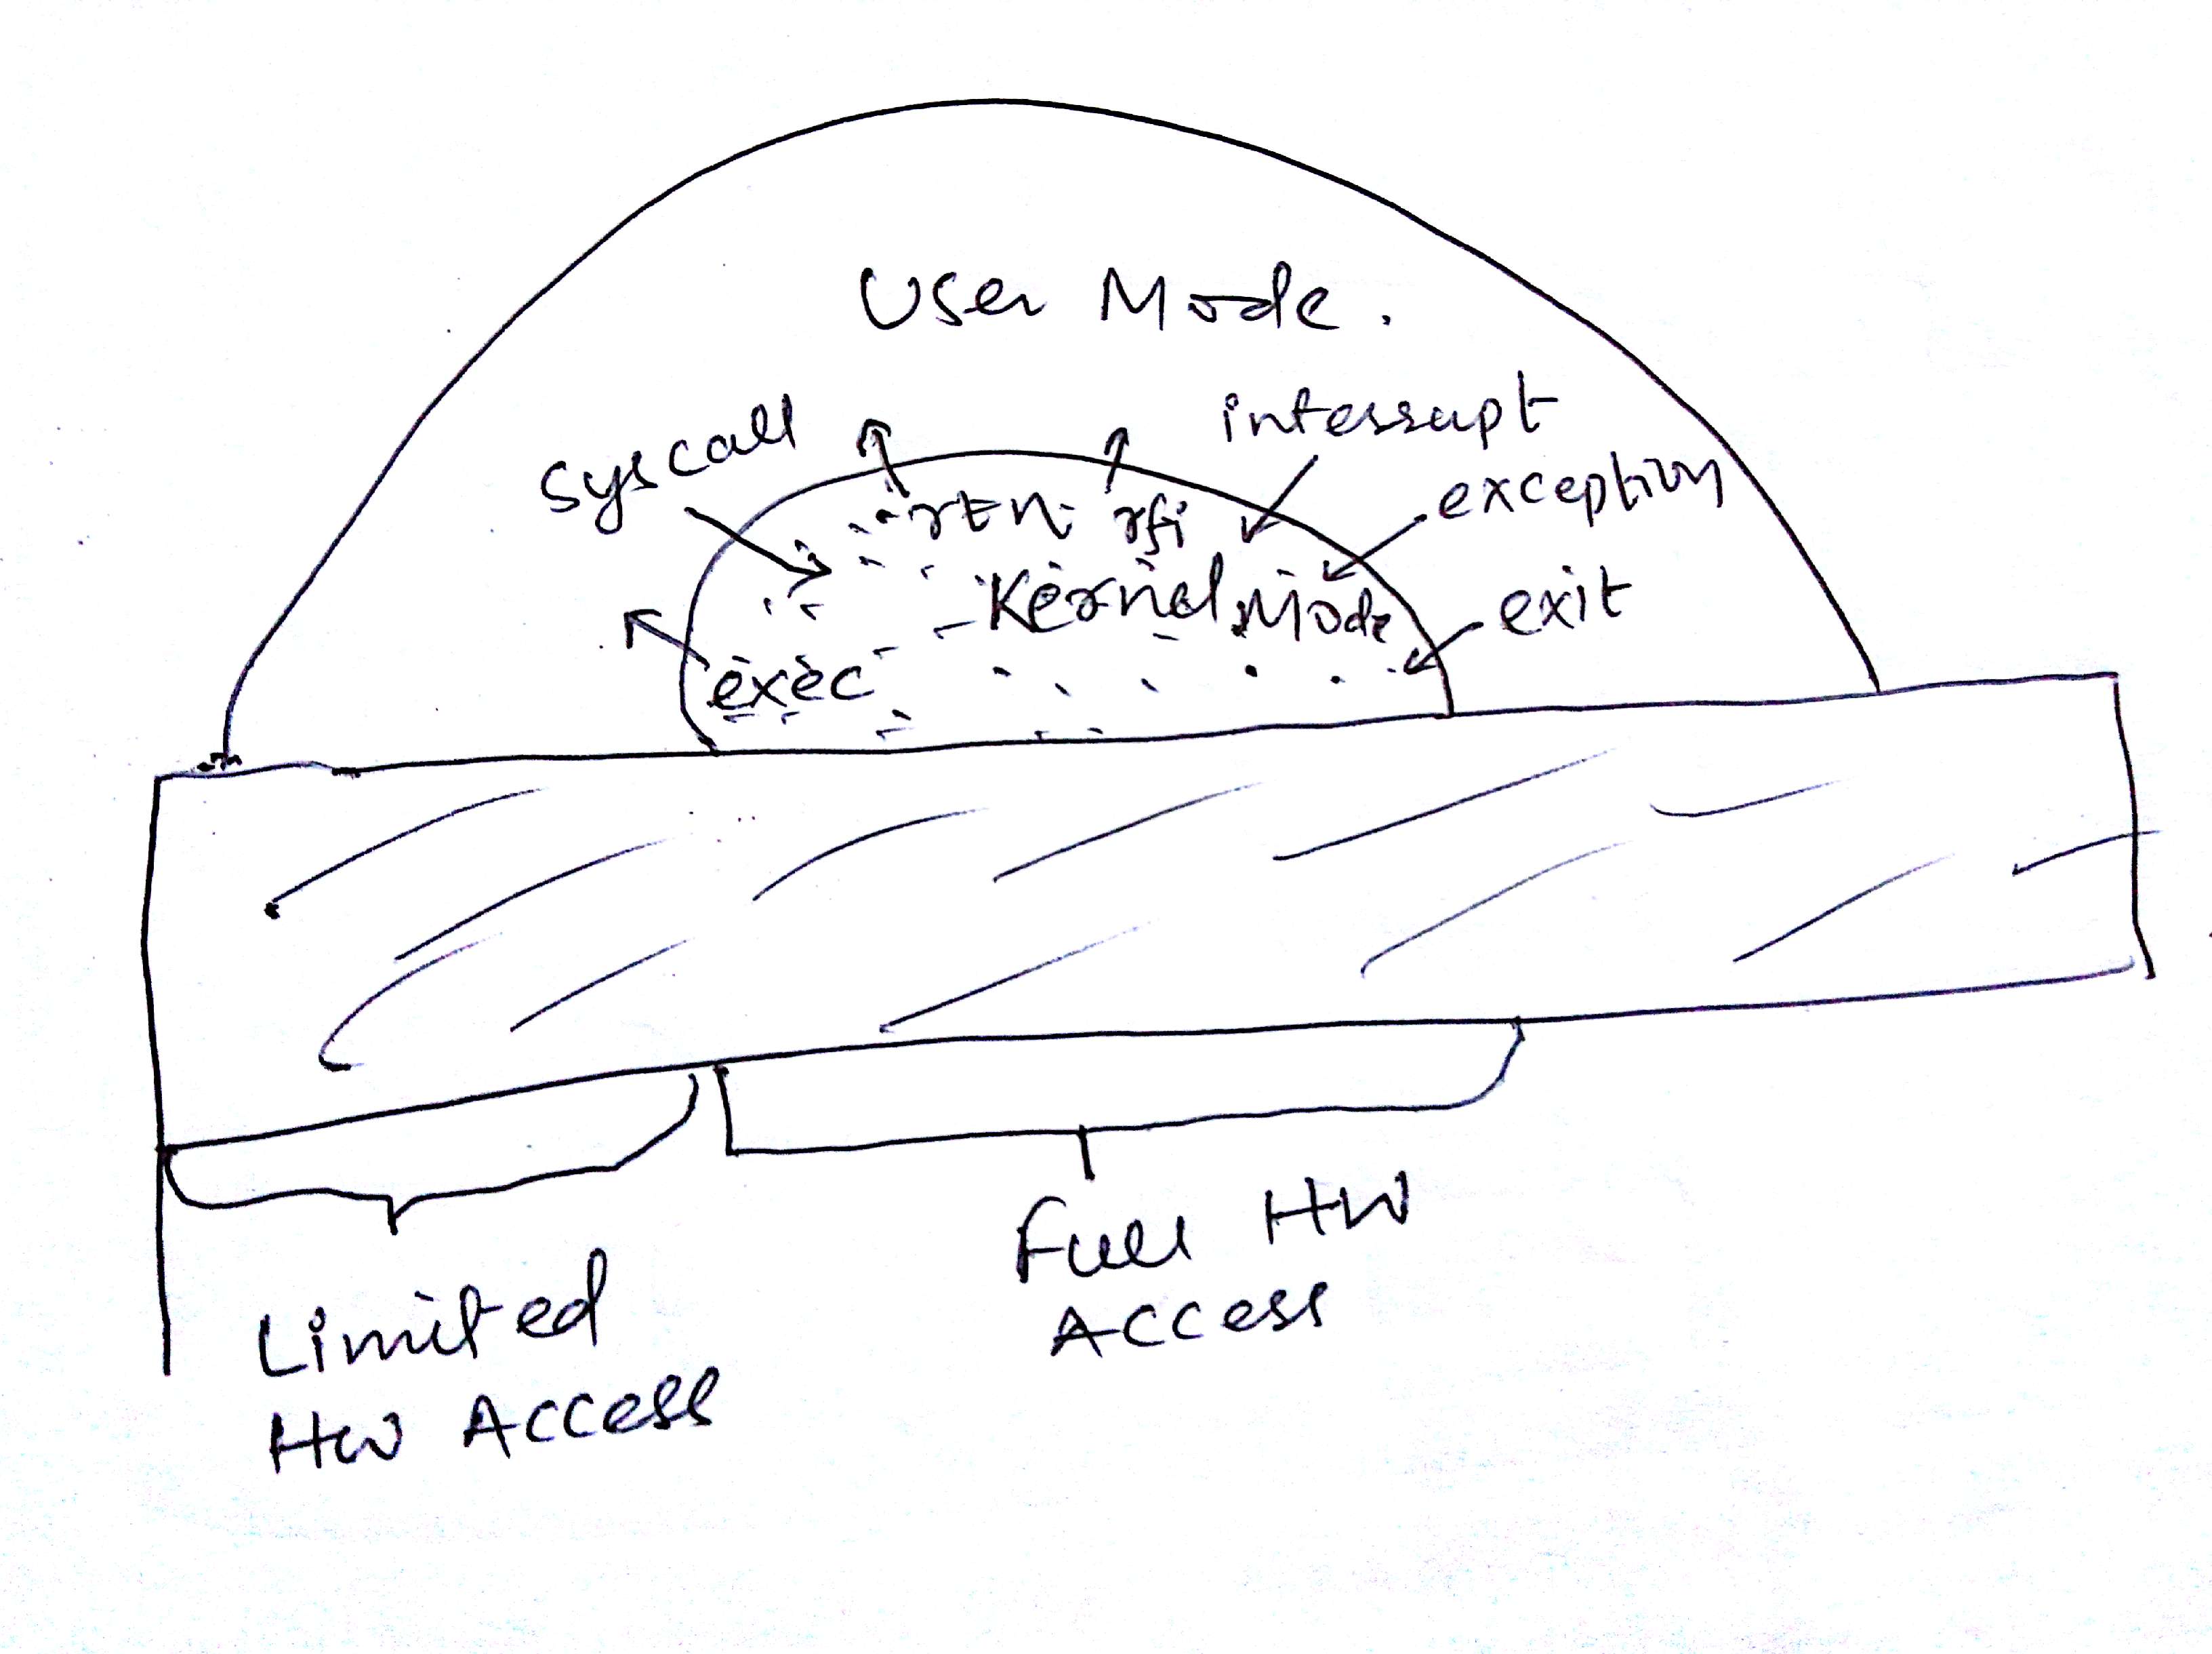 User Mode.
syscall
interrupt
exception
rtn rfi
Kernel Mode
exit
exec
Full HW
Access
Limited
HW Access